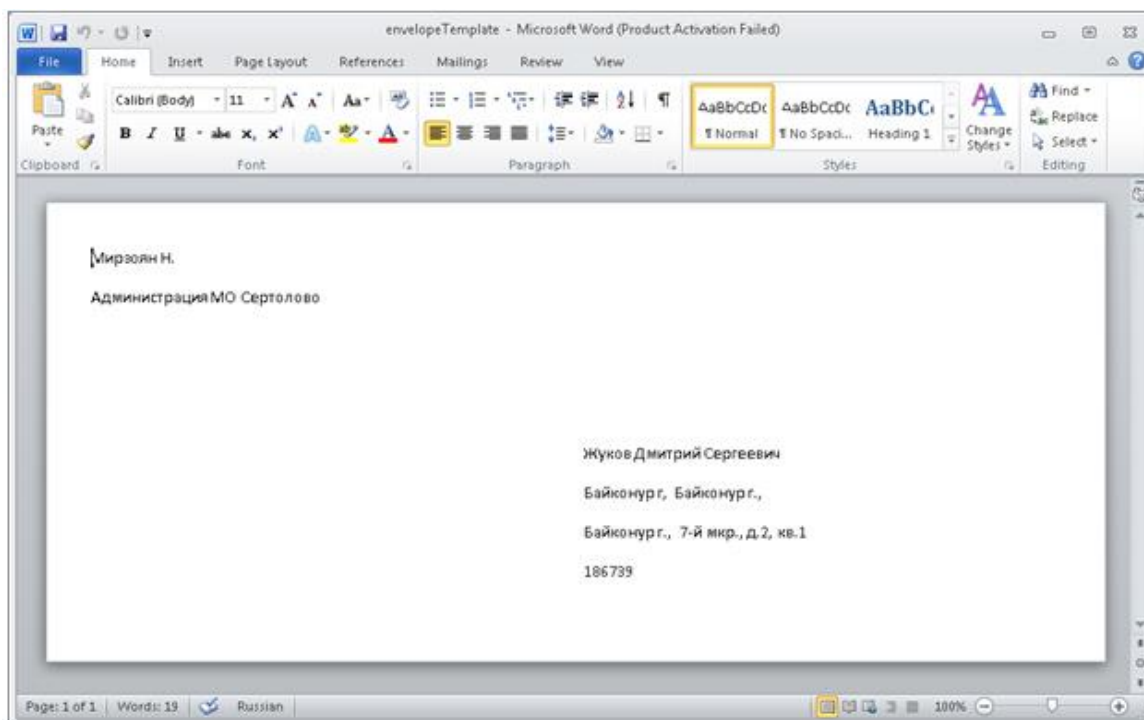 envelopeTemplate - Microsoft Word (Product Activation Failed)
File Home Insert Page Layout References Mailings Review View
Calibri (Body) 11 A A Aa
AaBbCcDc AaBbCcDc AaBbC
Find
Replace
Select
Paste
B I U abc x, x² A
¶ Normal ¶ No Spaci... Heading 1
Change Styles
Clipboard Font Paragraph Styles Editing
Мирзоян Н.
Администрация МО Сертолово
Жуков Дмитрий Сергеевич
Байконур г, Байконур г.,
Байконур г., 7-й мкр., д.2, кв.1
186739
Page: 1 of 1 Words: 19 Russian 100%